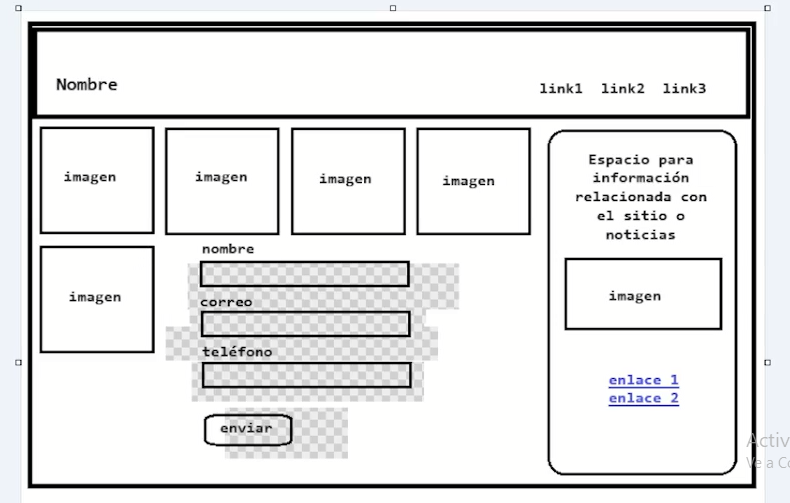 Nombre
link1 link2 link3
imagen
imagen
imagen
imagen
Espacio para
información
relacionada con
el sitio o
noticias
imagen
nombre
correo
teléfono
enviar
imagen
enlace 1
enlace 2
Activ
Ve a Co